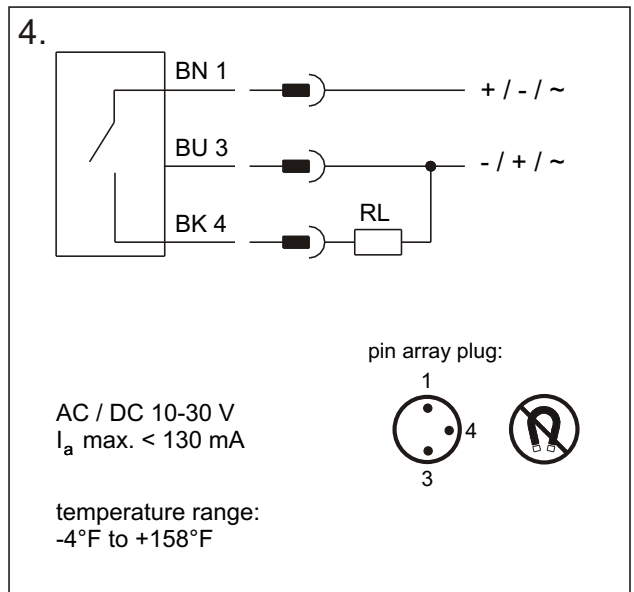 4.
BN 1
+ / - / ~
BU 3
- / + / ~
BK 4
RL
pin array plug:
1
4
3
AC / DC 10-30 V
Iₐ max. < 130 mA
temperature range:
-4°F to +158°F